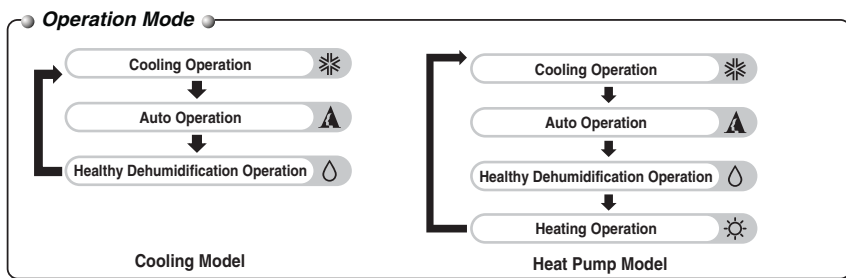 Operation Mode
Cooling Operation
Auto Operation
Healthy Dehumidification Operation
Cooling Model
Cooling Operation
Auto Operation
Healthy Dehumidification Operation
Heating Operation
Heat Pump Model